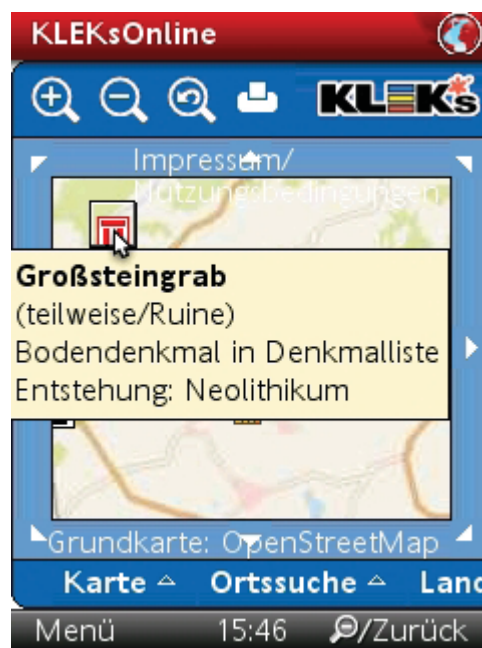 KLEKsOnline
KLEKs
Impressum/
Nutzungsbedingungen
Großsteingrab
(teilweise/Ruine)
Bodendenkmal in Denkmalliste
Entstehung: Neolithikum
Grundkarte: OpenStreetMap
Karte Ortssuche Land
Menü 15:46 /Zurück